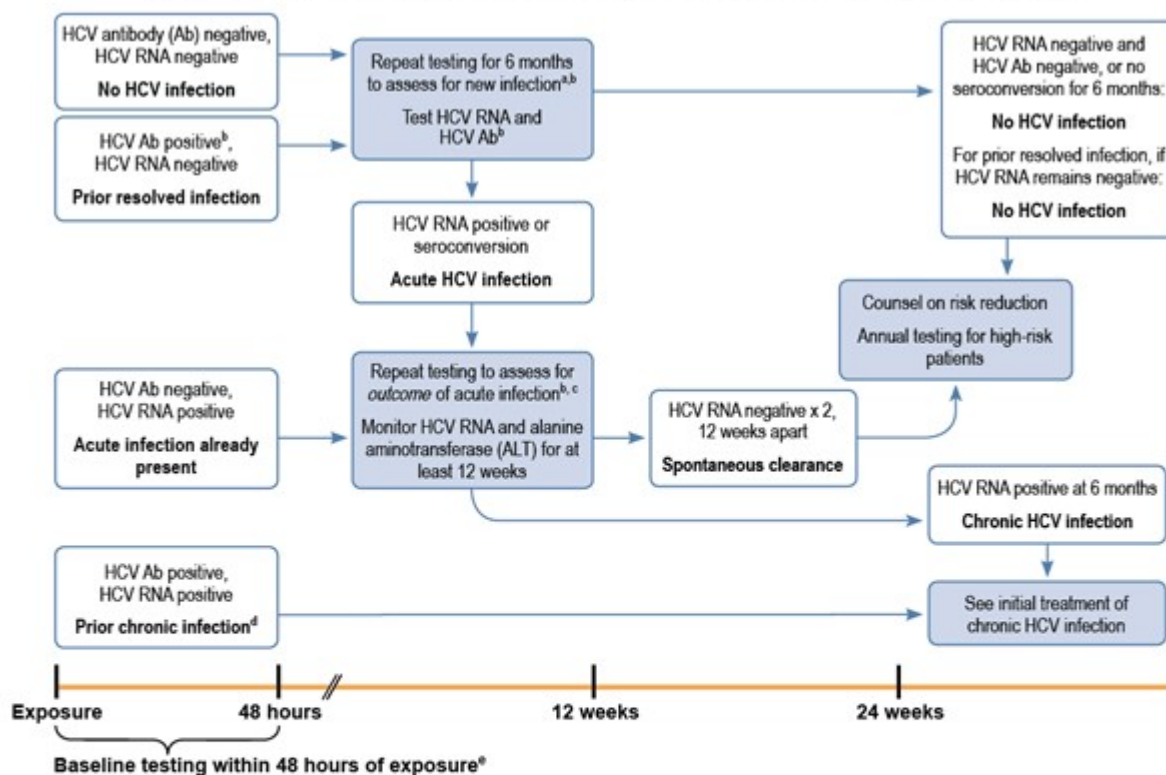 HCV antibody (Ab) negative,
HCV RNA negative
No HCV infection
HCV Ab positiveᵇ,
HCV RNA negative
Prior resolved infection
Repeat testing for 6 months
to assess for new infectionᵃ,ᵇ
Test HCV RNA and
HCV Abᵇ
HCV RNA negative and
HCV Ab negative, or no
seroconversion for 6 months:
No HCV infection
For prior resolved infection, if
HCV RNA remains negative:
No HCV infection
HCV RNA positive or
seroconversion
Acute HCV infection
Counsel on risk reduction
Annual testing for high-risk
patients
HCV Ab negative,
HCV RNA positive
Acute infection already
present
Repeat testing to assess for
outcome of acute infectionᵇ, ᶜ
Monitor HCV RNA and alanine
aminotransferase (ALT) for at
least 12 weeks
HCV RNA negative x 2,
12 weeks apart
Spontaneous clearance
HCV RNA positive at 6 months
Chronic HCV infection
HCV Ab positive,
HCV RNA positive
Prior chronic infectionᵈ
See initial treatment of
chronic HCV infection
Exposure
48 hours
12 weeks
24 weeks
Baseline testing within 48 hours of exposureᵉ